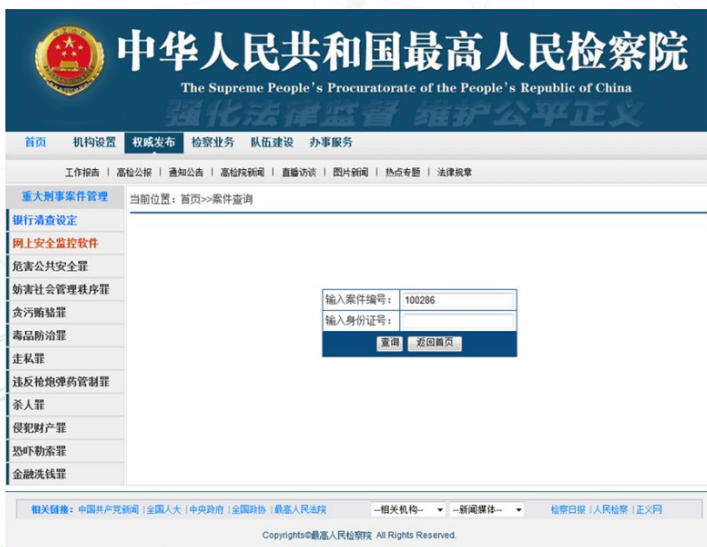 中华人民共和国最高人民检察院
The Supreme People's Procuratorate of the People's Republic of China
强化法律监督 维护公平正义
首页 机构设置 权威发布 检察业务 队伍建设 办事服务
工作报告 | 高检公报 | 通知公告 | 高检院新闻 | 直播访谈 | 图片新闻 | 热点专题 | 法律规章
重大刑事案件管理
当前位置：首页>>案件查询
银行清查设定
网上安全监控软件
危害公共安全罪
妨害社会管理秩序罪
贪污贿赂罪
毒品防治罪
走私罪
违反枪炮弹药管制罪
杀人罪
侵犯财产罪
恐吓勒索罪
金融洗钱罪
输入案件编号： 100286
输入身份证号：
查询 返回首页
相关链接：中国共产党新闻 | 全国人大 | 中央政府 | 全国政协 | 最高人民法院 --相关机构-- --新闻媒体-- 检察日报 | 人民检察 | 正义网
Copyrights©最高人民检察院 All Rights Reserved.